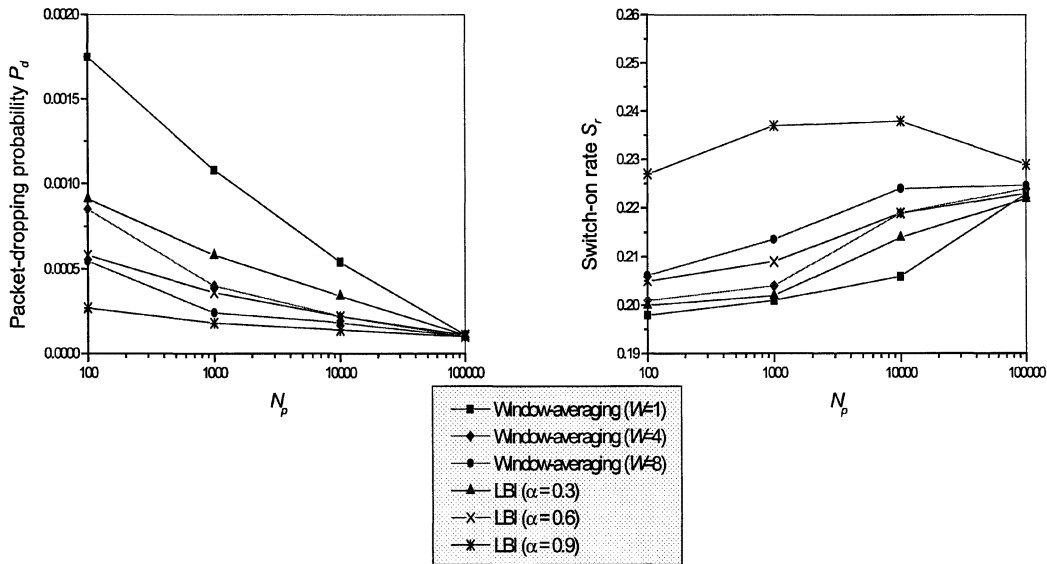 Packet-dropping probability P_d
0.0020
0.0015
0.0010
0.0005
0.0000
100
1000
10000
100000
N_p
Switch-on rate S_r
0.26
0.25
0.24
0.23
0.22
0.21
0.20
0.19
100
1000
10000
100000
N_p
Window-averaging (W=1)
Window-averaging (W=4)
Window-averaging (W=8)
LBI (α = 0.3)
LBI (α = 0.6)
LBI (α = 0.9)